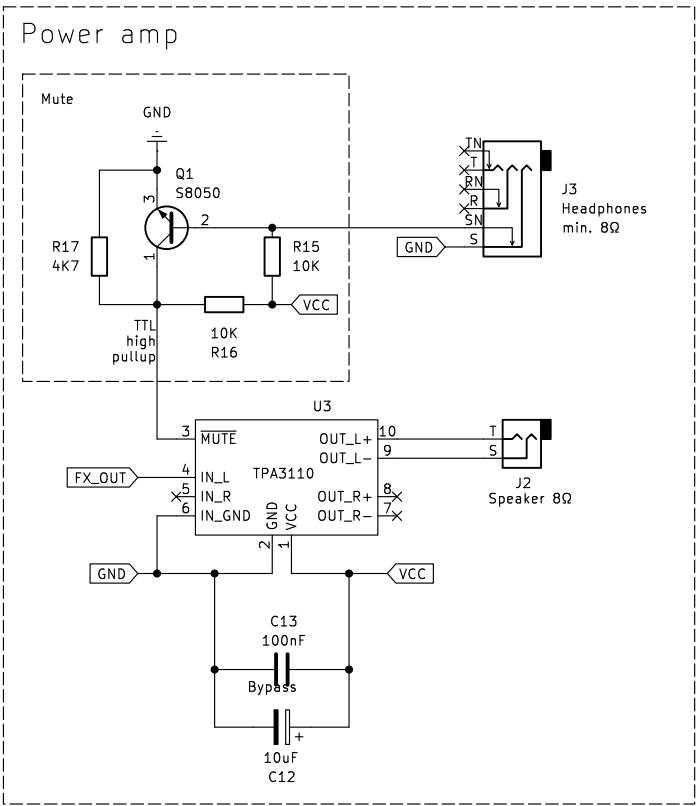 Power amp
Mute
GND
Q1
S8050
3
2
1
R17
4K7
R15
10K
VCC
10K
R16
TTL
high
pullup
TN
T
RN
R
SN
S
GND
J3
Headphones
min. 8Ω
U3
3
MUTE
4
IN_L
5
IN_R
6
IN_GND
TPA3110
OUT_L+
10
OUT_L-
9
OUT_R+
8
OUT_R-
7
GND
2
VCC
1
FX_OUT
T
S
J2
Speaker 8Ω
GND
VCC
C13
100nF
Bypass
+
10uF
C12